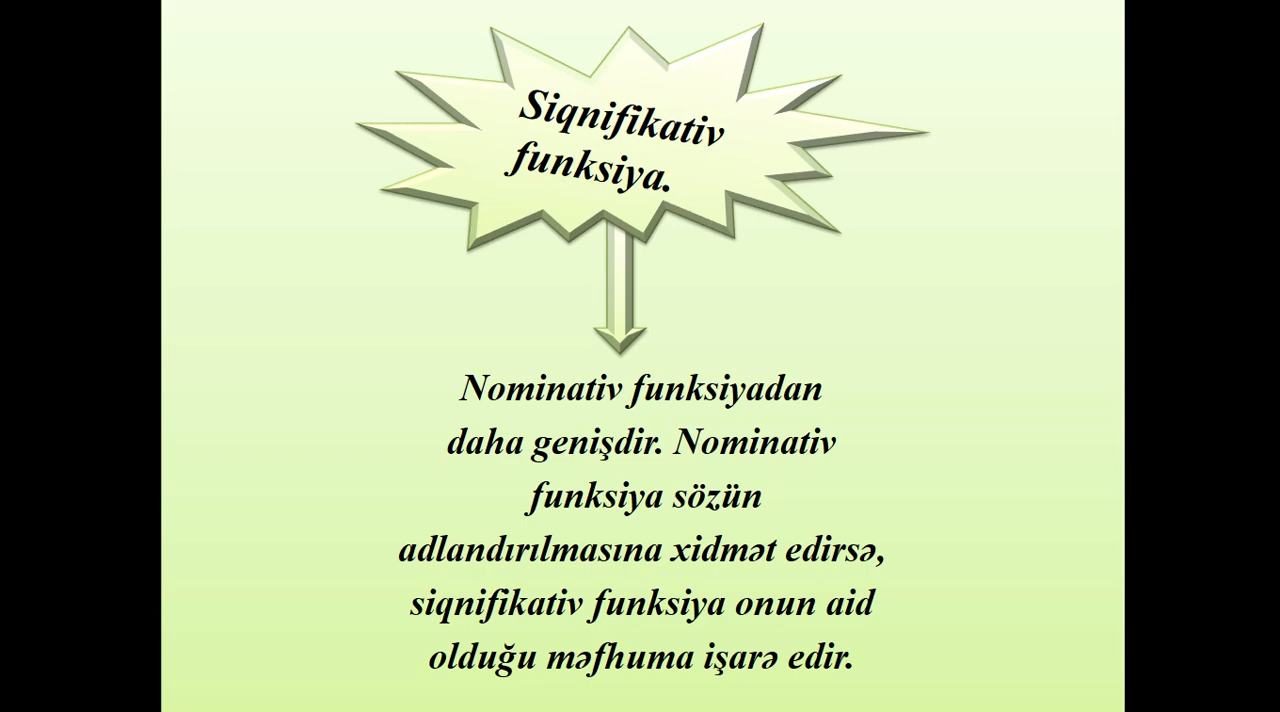 Siqnifikativ
funksiya.
Nominativ funksiyadan
daha genişdir. Nominativ
funksiya sözün
adlandırılmasına xidmət edirsə,
siqnifikativ funksiya onun aid
olduğu məfhuma işarə edir.